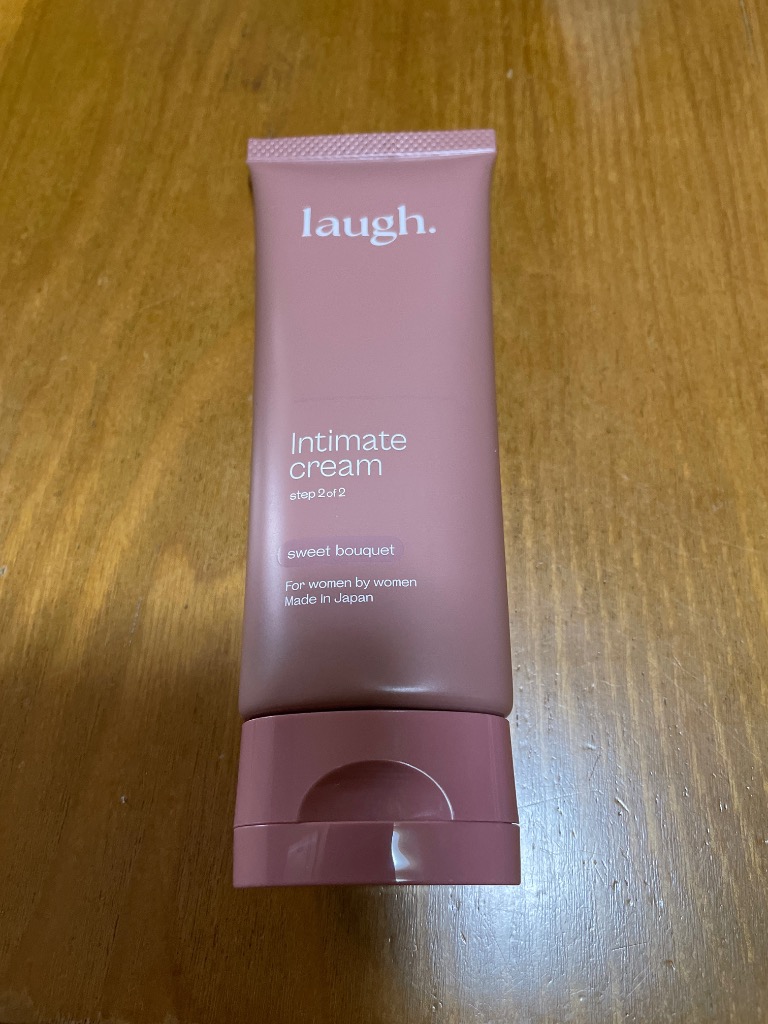 laugh.
Intimate
cream
step 2 of 2
sweet bouquet
For women by women
Made in Japan